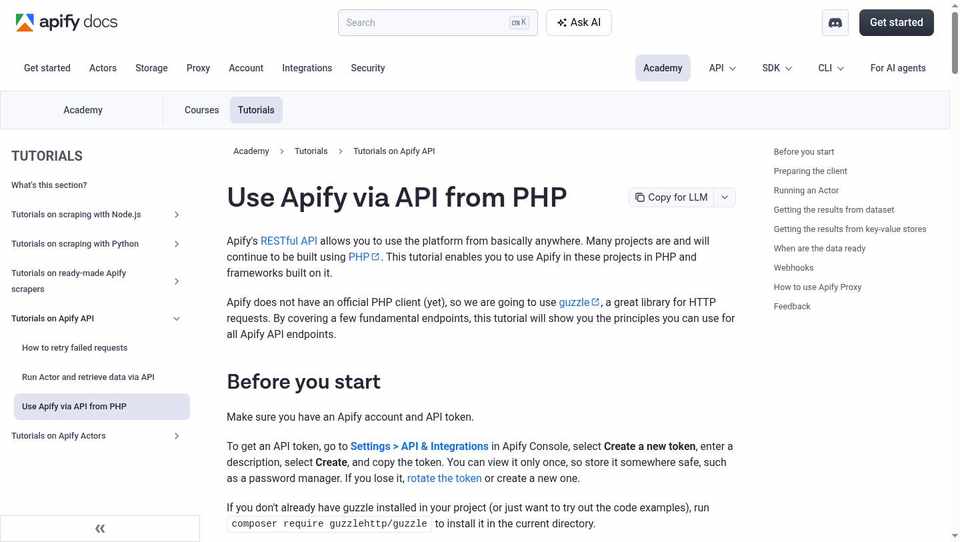 apify docs
Search
CTRL K
Ask AI
Get started
Get started
Actors
Storage
Proxy
Account
Integrations
Security
Academy
API
SDK
CLI
For AI agents
Academy
Courses
Tutorials
TUTORIALS
What's this section?
Tutorials on scraping with Node.js
Tutorials on scraping with Python
Tutorials on ready-made Apify
scrapers
Tutorials on Apify API
How to retry failed requests
Run Actor and retrieve data via API
Use Apify via API from PHP
Tutorials on Apify Actors
Academy > Tutorials > Tutorials on Apify API
Use Apify via API from PHP
Copy for LLM
Apify's RESTful API allows you to use the platform from basically anywhere. Many projects are and will
continue to be built using PHP. This tutorial enables you to use Apify in these projects in PHP and
frameworks built on it.
Apify does not have an official PHP client (yet), so we are going to use guzzle, a great library for HTTP
requests. By covering a few fundamental endpoints, this tutorial will show you the principles you can use for
all Apify API endpoints.
Before you start
Make sure you have an Apify account and API token.
To get an API token, go to Settings > API & Integrations in Apify Console, select Create a new token, enter a
description, select Create, and copy the token. You can view it only once, so store it somewhere safe, such
as a password manager. If you lose it, rotate the token or create a new one.
If you don't already have guzzle installed in your project (or just want to try out the code examples), run
composer require guzzlehttp/guzzle to install it in the current directory.
Before you start
Preparing the client
Running an Actor
Getting the results from dataset
Getting the results from key-value stores
When are the data ready
Webhooks
How to use Apify Proxy
Feedback